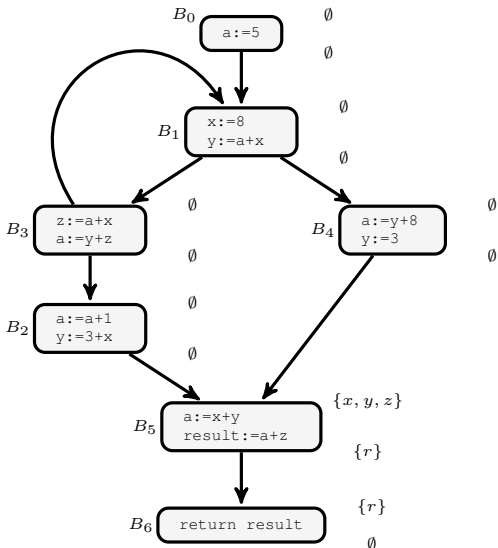 B₀
a:=5
∅
∅
B₁
x:=8
y:=a+x
∅
∅
B₃
z:=a+x
a:=y+z
∅
∅
B₄
a:=y+8
y:=3
∅
∅
B₂
a:=a+1
y:=3+x
∅
∅
B₅
a:=x+y
result:=a+z
{x, y, z}
{r}
B₆
return result
{r}
∅